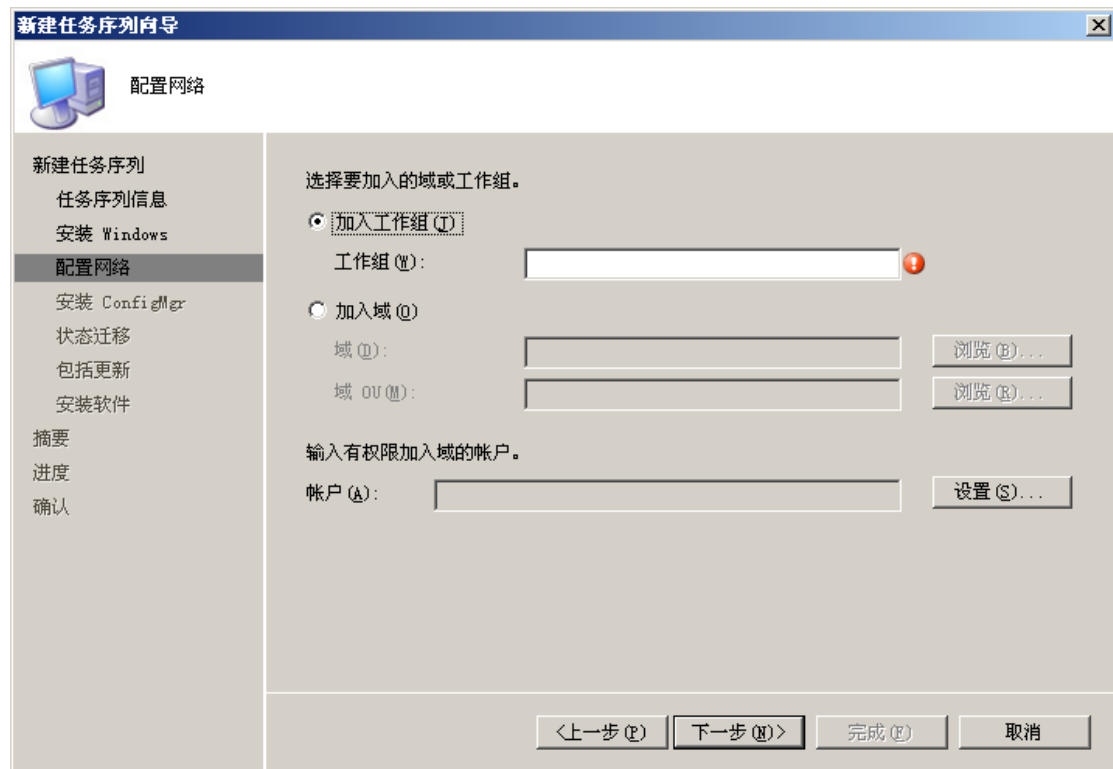 新建任务序列向导
配置网络
新建任务序列
任务序列信息
安装 Windows
配置网络
安装 ConfigMgr
状态迁移
包括更新
安装软件
摘要
进度
确认
选择要加入的域或工作组。
加入工作组(T)
工作组(W):
加入域(O)
域(D):
浏览(B)...
域 OU(M):
浏览(R)...
输入有权限加入域的帐户。
帐户(A):
设置(S)...
<上一步(P)
下一步(N)>
完成(F)
取消